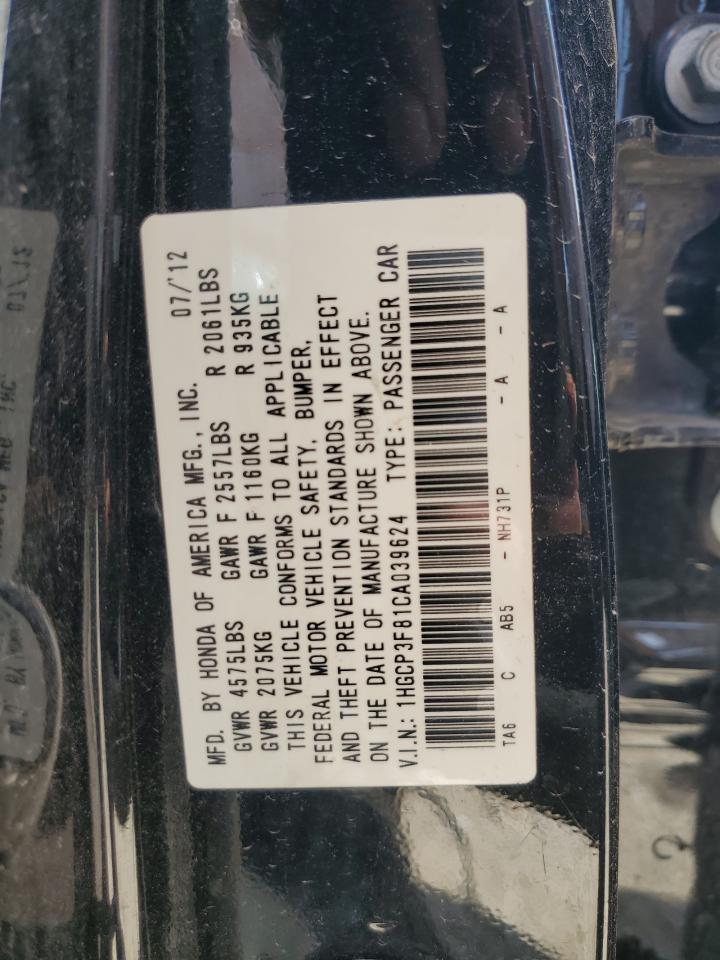 MFD. BY HONDA OF AMERICA MFG., INC. 07/'12
GVWR 4575LBS GAWR F 2557LBS R 2061LBS
GVWR 2075KG GAWR F 1160KG R 935KG
THIS VEHICLE CONFORMS TO ALL APPLICABLE
FEDERAL MOTOR VEHICLE SAFETY, BUMPER,
AND THEFT PREVENTION STANDARDS IN EFFECT
ON THE DATE OF MANUFACTURE SHOWN ABOVE.
V.I.N.: 1HGCP3F81CA039624 TYPE: PASSENGER CAR
TA6 C AB5 - NH731P - A - A